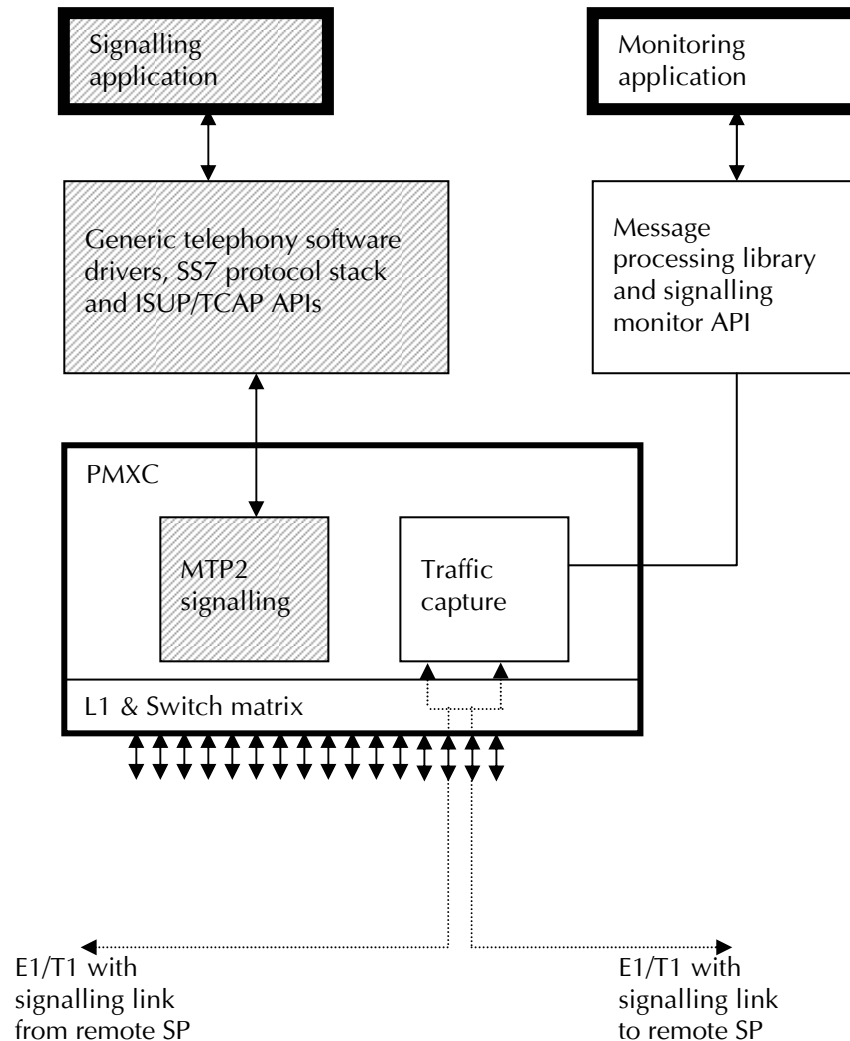 Signalling
application
Monitoring
application
Generic telephony software
drivers, SS7 protocol stack
and ISUP/TCAP APIs
Message
processing library
and signalling
monitor API
PMXC
MTP2
signalling
Traffic
capture
L1 & Switch matrix
E1/T1 with
signalling link
from remote SP
E1/T1 with
signalling link
to remote SP